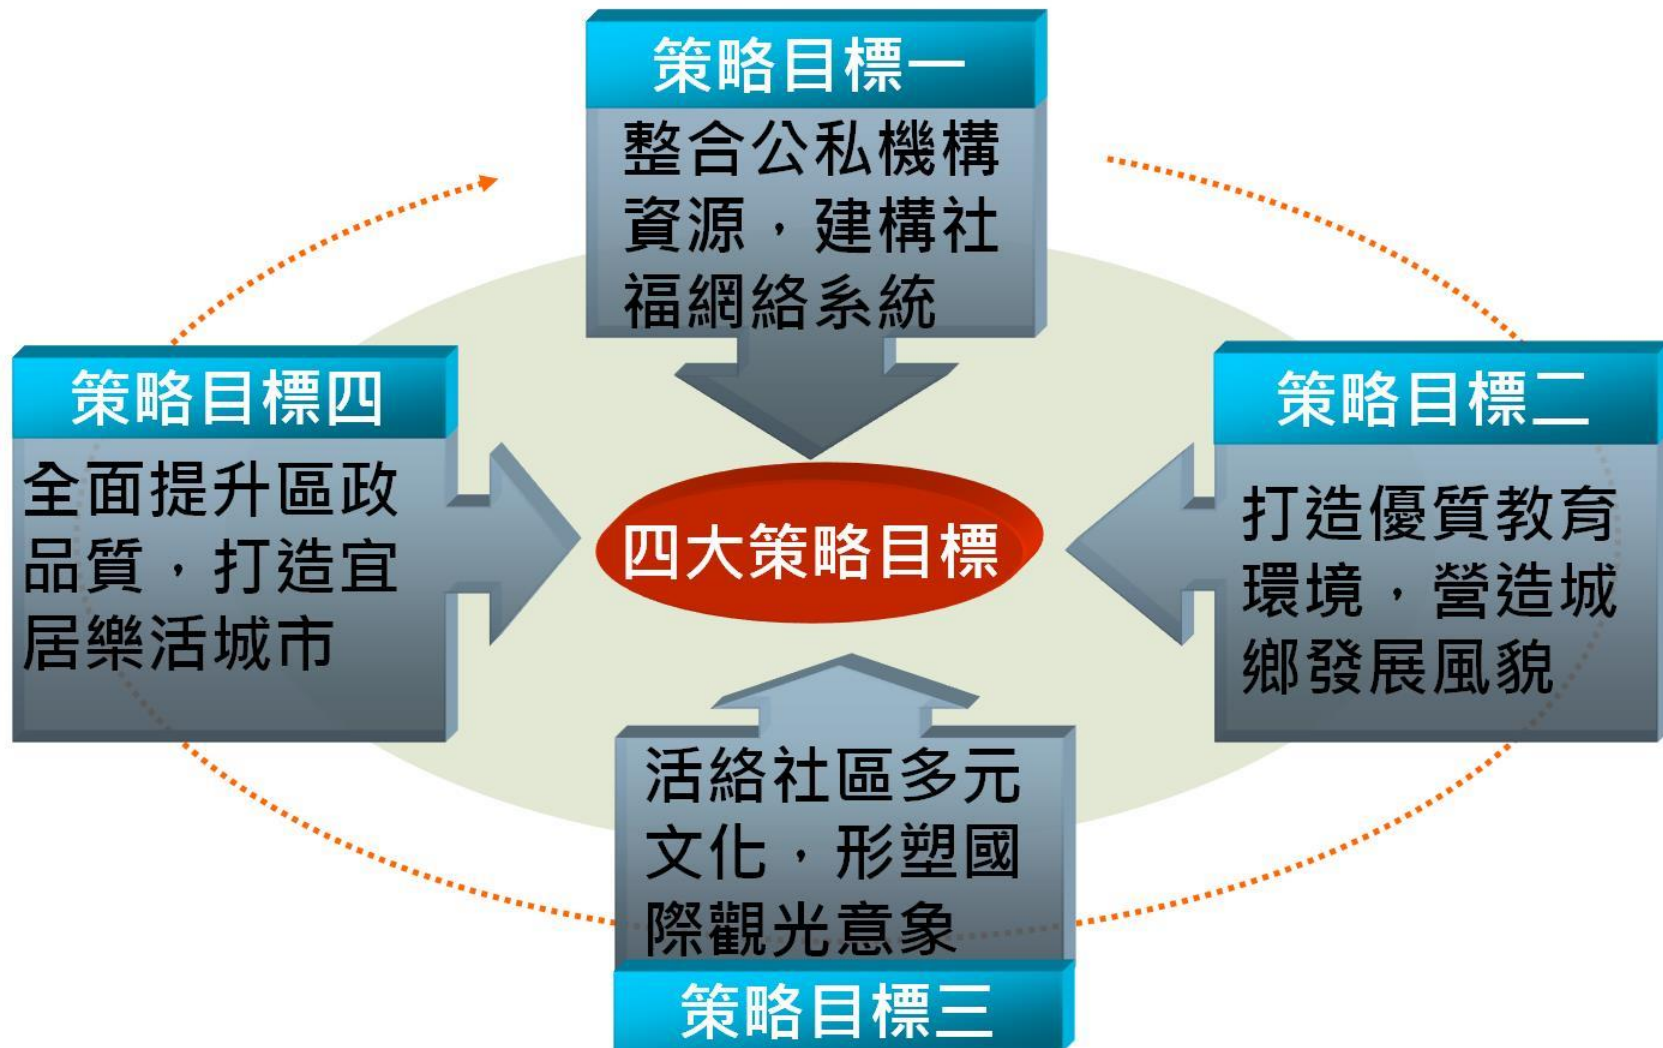 策略目標一
整合公私機構
資源，建構社
福網絡系統
策略目標四
全面提升區政
品質，打造宜
居樂活城市
四大策略目標
策略目標二
打造優質教育
環境，營造城
鄉發展風貌
活絡社區多元
文化，形塑國
際觀光意象
策略目標三